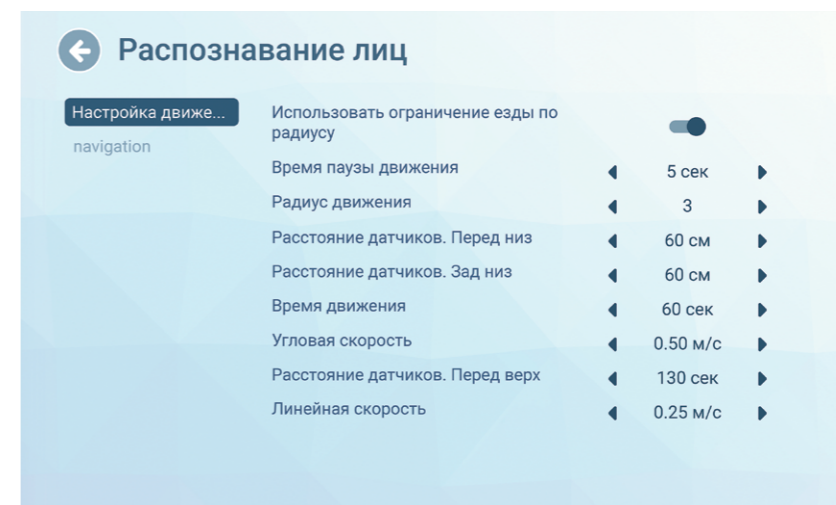 Распознавание лиц
Настройка движе...
navigation
Использовать ограничение езды по
радиусу
Время паузы движения 5 сек
Радиус движения 3
Расстояние датчиков. Перед низ 60 см
Расстояние датчиков. Зад низ 60 см
Время движения 60 сек
Угловая скорость 0.50 м/с
Расстояние датчиков. Перед верх 130 сек
Линейная скорость 0.25 м/с